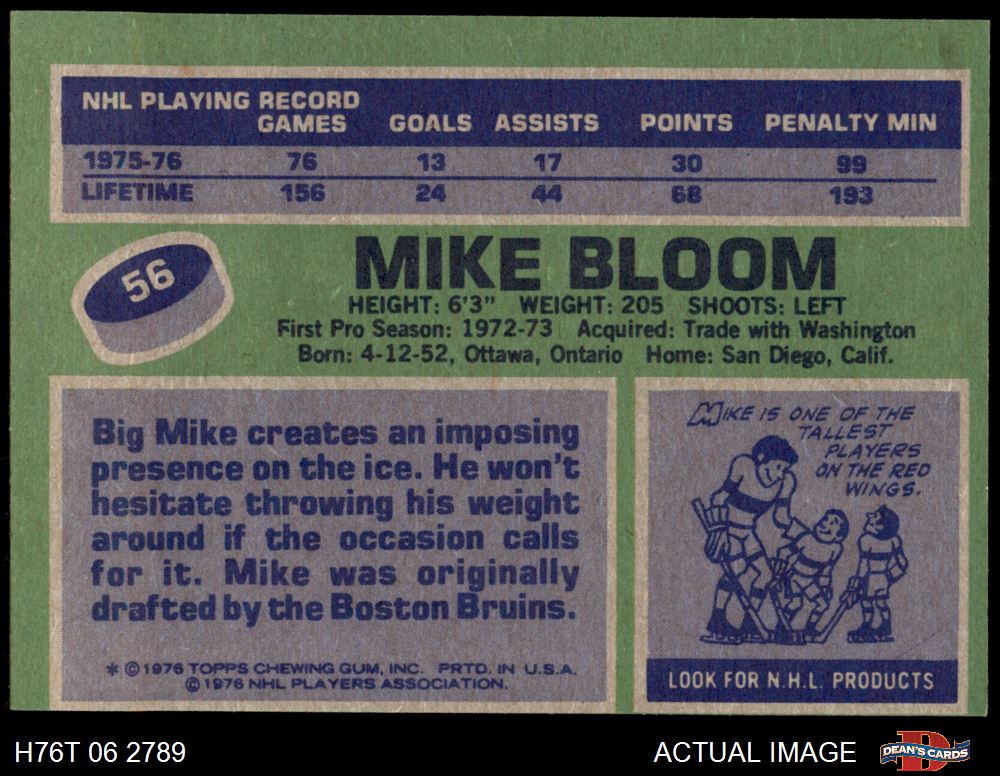 NHL PLAYING RECORD
GAMES GOALS ASSISTS POINTS PENALTY MIN
1975-76 76 13 17 30 99
LIFETIME 156 24 44 68 193
56
MIKE BLOOM
HEIGHT: 6'3" WEIGHT: 205 SHOOTS: LEFT
First Pro Season: 1972-73 Acquired: Trade with Washington
Born: 4-12-52, Ottawa, Ontario Home: San Diego, Calif.
Big Mike creates an imposing
presence on the ice. He won't
hesitate throwing his weight
around if the occasion calls
for it. Mike was originally
drafted by the Boston Bruins.
* © 1976 TOPPS CHEWING GUM, INC. PRTD. IN U.S.A.
© 1976 NHL PLAYERS ASSOCIATION.
MIKE IS ONE OF THE
TALLEST
PLAYERS
ON THE RED
WINGS.
LOOK FOR N.H.L. PRODUCTS
H76T 06 2789
ACTUAL IMAGE
D
DEAN'S CARDS